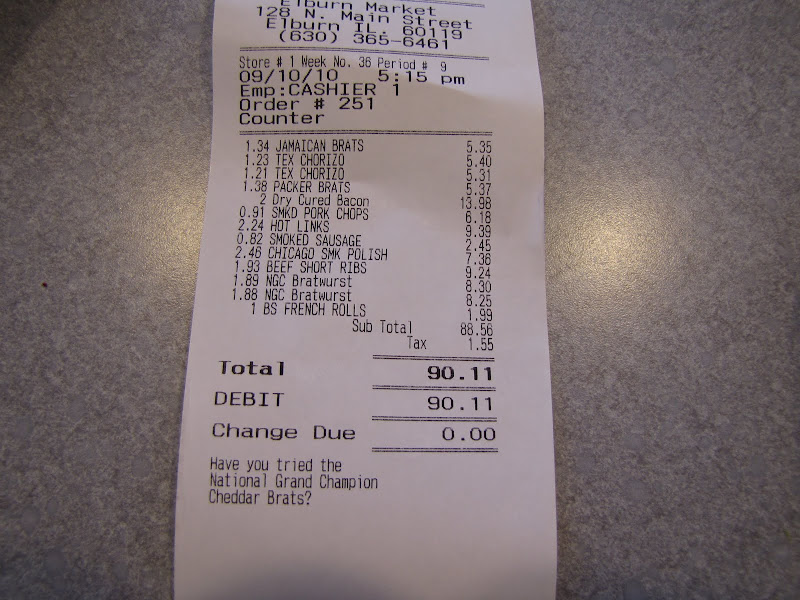 Elburn Market
128 N. Main Street
Elburn IL. 60119
(630) 365-6461
Store # 1 Week No. 36 Period # 9
09/10/10 5:15 pm
Emp:CASHIER 1
Order # 251
Counter
1.34 JAMAICAN BRATS 5.35
1.23 TEX CHORIZO 5.40
1.21 TEX CHORIZO 5.31
1.38 PACKER BRATS 5.37
2 Dry Cured Bacon 13.98
0.91 SMKD PORK CHOPS 6.18
2.24 HOT LINKS 9.39
0.82 SMOKED SAUSAGE 2.45
2.46 CHICAGO SMK POLISH 7.36
1.93 BEEF SHORT RIBS 9.24
1.89 NGC Bratwurst 8.30
1.88 NGC Bratwurst 8.25
1 BS FRENCH ROLLS 1.99
Sub Total 88.56
Tax 1.55
Total 90.11
DEBIT 90.11
Change Due 0.00
Have you tried the
National Grand Champion
Cheddar Brats?